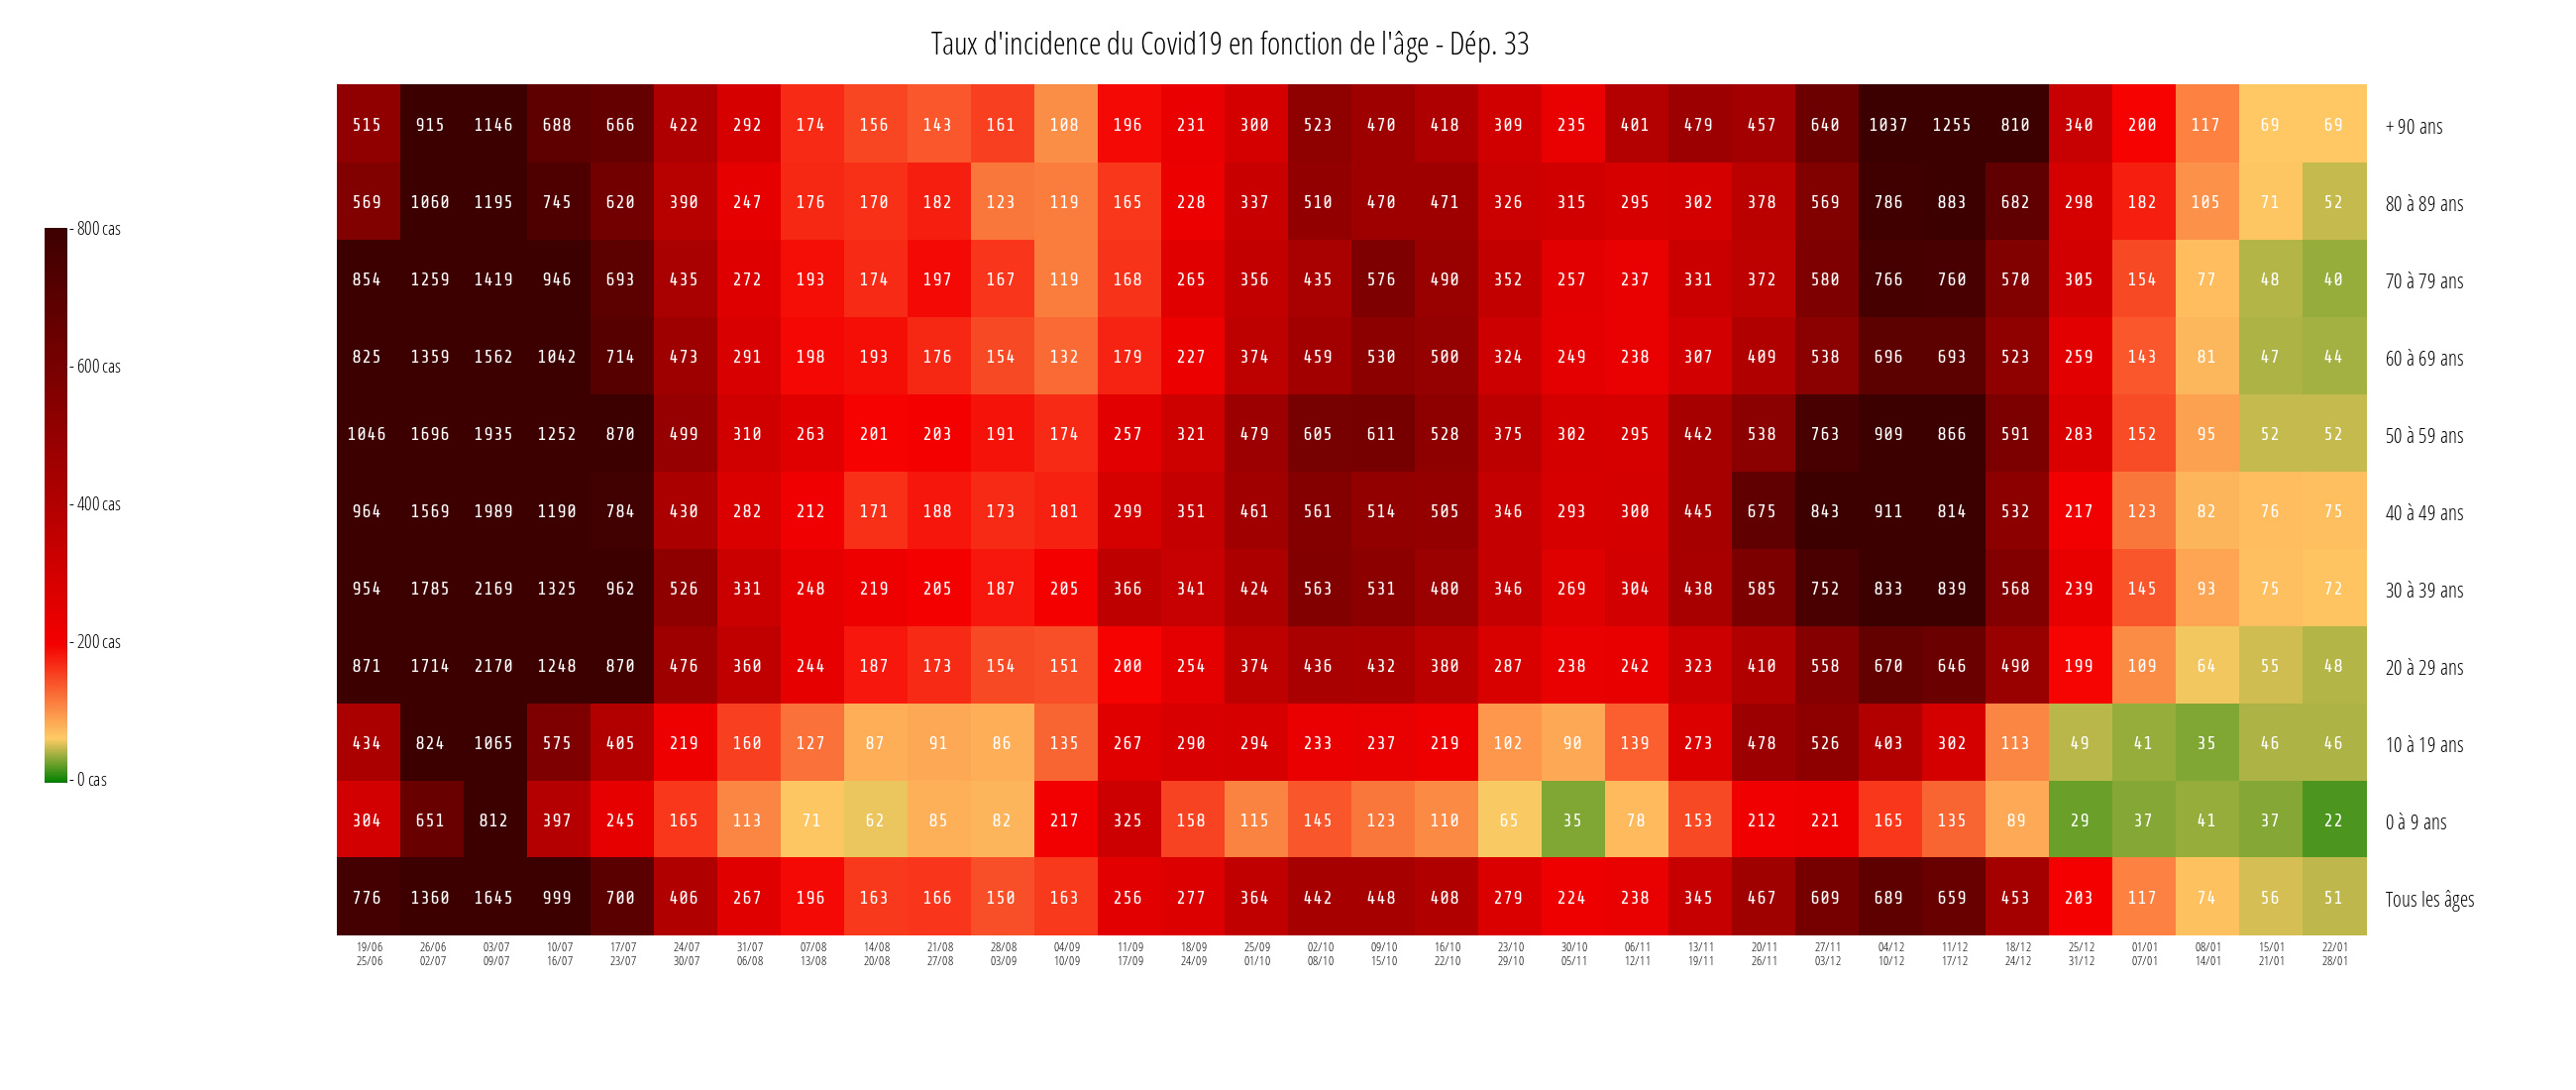 Taux d'incidence du Covid19 en fonction de l'âge - Dép. 33
- 800 cas
- 600 cas
- 400 cas
- 200 cas
- 0 cas
515 915 1146 688 666 422 292 174 156 143 161 108 196 231 300 523 470 418 309 235 401 479 457 640 1037 1255 810 340 200 117 69 69 + 90 ans
569 1060 1195 745 620 390 247 176 170 182 123 119 165 228 337 510 470 471 326 315 295 302 378 569 786 883 682 298 182 105 71 52 80 à 89 ans
854 1259 1419 946 693 435 272 193 174 197 167 119 168 265 356 435 576 490 352 257 237 331 372 580 766 760 570 305 154 77 48 40 70 à 79 ans
825 1359 1562 1042 714 473 291 198 193 176 154 132 179 227 374 459 530 500 324 249 238 307 409 538 696 693 523 259 143 81 47 44 60 à 69 ans
1046 1696 1935 1252 870 499 310 263 201 203 191 174 257 321 479 605 611 528 375 302 295 442 538 763 909 866 591 283 152 95 52 52 50 à 59 ans
964 1569 1989 1190 784 430 282 212 171 188 173 181 299 351 461 561 514 505 346 293 300 445 675 843 911 814 532 217 123 82 76 75 40 à 49 ans
954 1785 2169 1325 962 526 331 248 219 205 187 205 366 341 424 563 531 480 346 269 304 438 585 752 833 839 568 239 145 93 75 72 30 à 39 ans
871 1714 2170 1248 870 476 360 244 187 173 154 151 200 254 374 436 432 380 287 238 242 323 410 558 670 646 490 199 109 64 55 48 20 à 29 ans
434 824 1065 575 405 219 160 127 87 91 86 135 267 290 294 233 237 219 102 90 139 273 478 526 403 302 113 49 41 35 46 46 10 à 19 ans
304 651 812 397 245 165 113 71 62 85 82 217 325 158 115 145 123 110 65 35 78 153 212 221 165 135 89 29 37 41 37 22 0 à 9 ans
776 1360 1645 999 700 406 267 196 163 166 150 163 256 277 364 442 448 408 279 224 238 345 467 609 689 659 453 203 117 74 56 51 Tous les âges
19/06 26/06 03/07 10/07 17/07 24/07 31/07 07/08 14/08 21/08 28/08 04/09 11/09 18/09 25/09 02/10 09/10 16/10 23/10 30/10 06/11 13/11 20/11 27/11 04/12 11/12 18/12 25/12 01/01 08/01 15/01 22/01
25/06 02/07 09/07 16/07 23/07 30/07 06/08 13/08 20/08 27/08 03/09 10/09 17/09 24/09 01/10 08/10 15/10 22/10 29/10 05/11 12/11 19/11 26/11 03/12 10/12 17/12 24/12 31/12 07/01 14/01 21/01 28/01